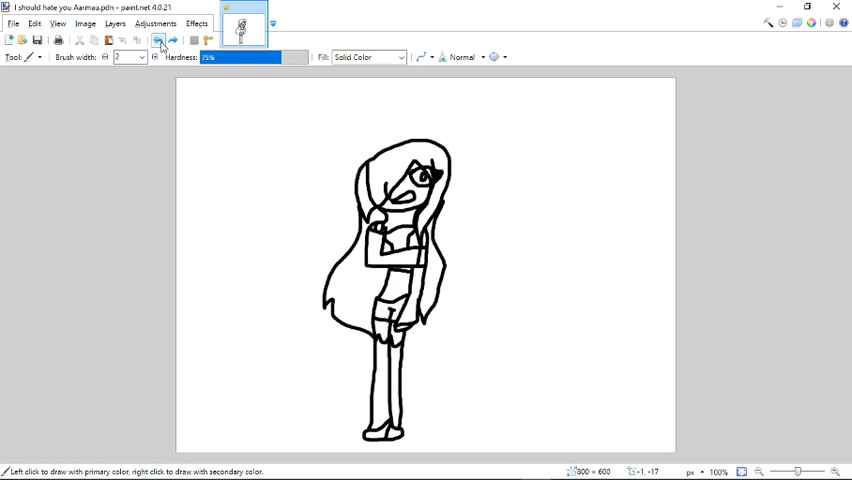 I should hate you Aarmau.pdn - paint.net 4.0.21
File Edit View Image Layers Adjustments Effects
Tool: Brush width: 2 Hardness: 75% Fill: Solid Color Normal
Left click to draw with primary color, right click to draw with secondary color. 800 × 600 -1, -17 px 100%